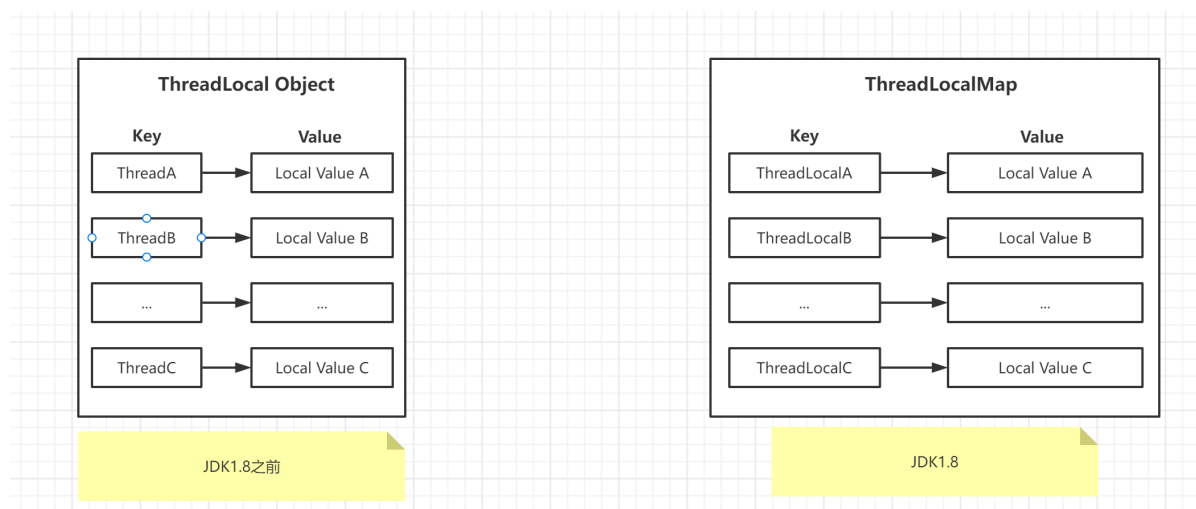 ThreadLocal Object
Key Value
ThreadA Local Value A
ThreadB Local Value B
... ...
ThreadC Local Value C
JDK1.8之前
ThreadLocalMap
Key Value
ThreadLocalA Local Value A
ThreadLocalB Local Value B
... ...
ThreadLocalC Local Value C
JDK1.8